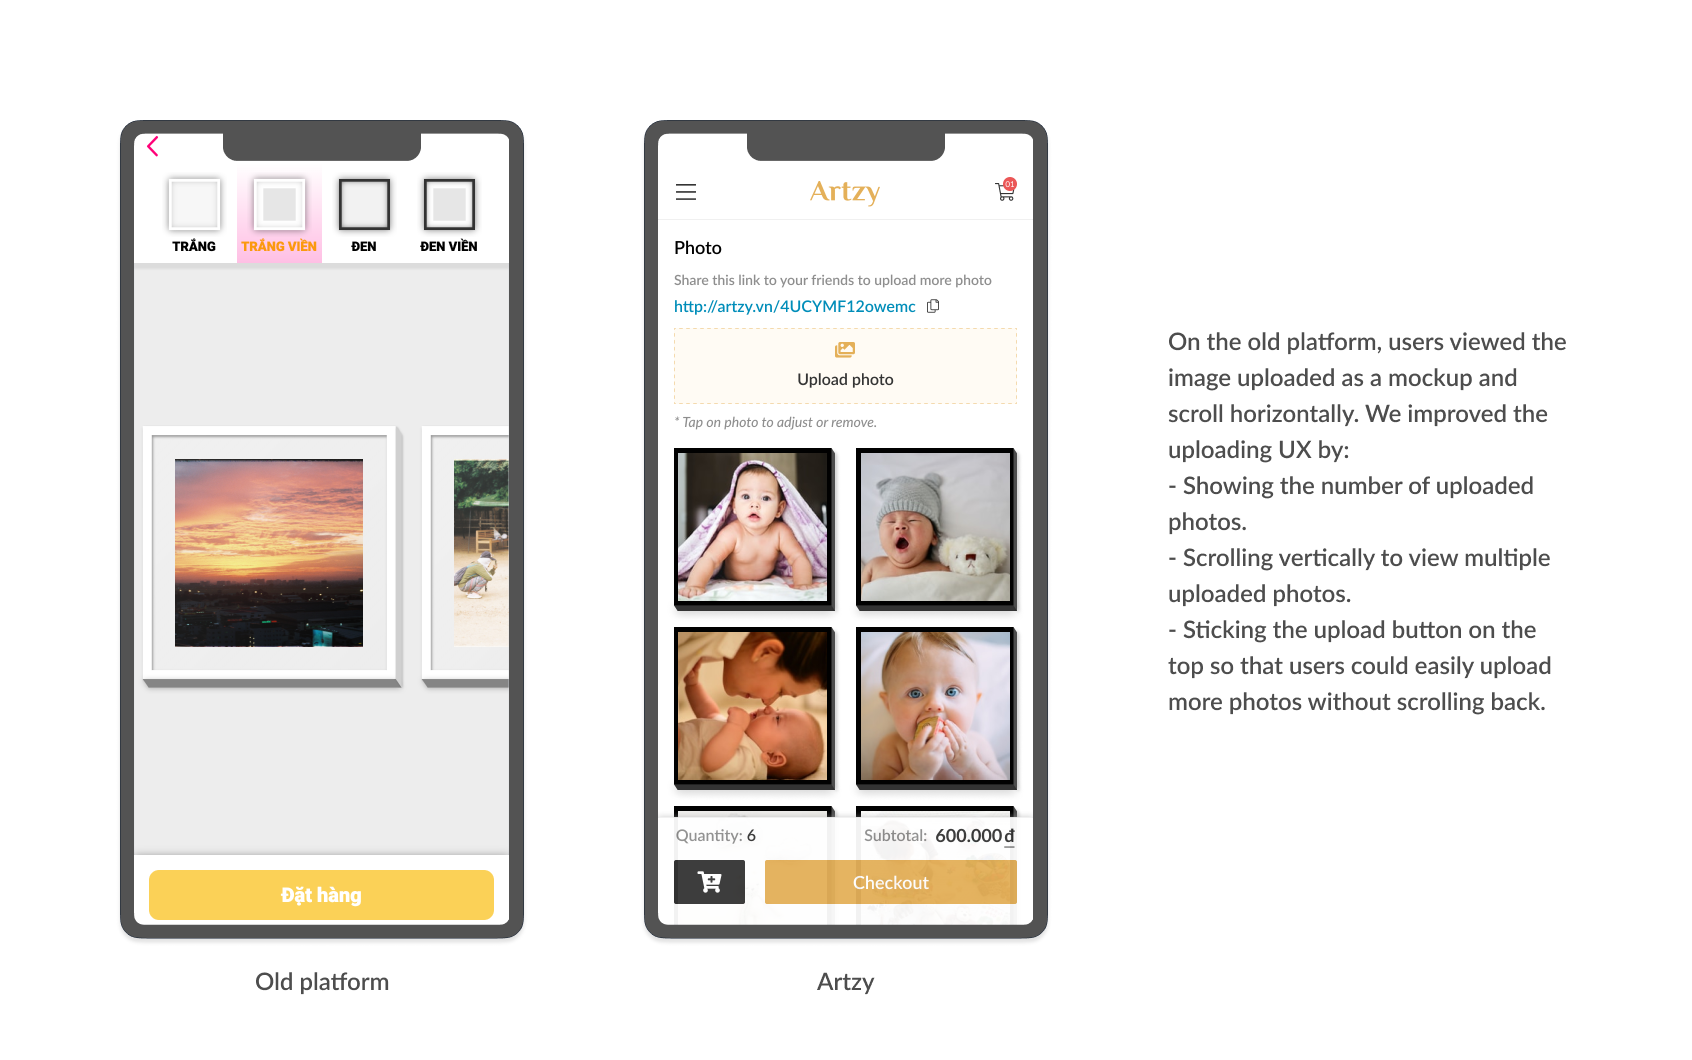 TRẮNG
TRẮNG VIỀN
ĐEN
ĐEN VIỀN
Đặt hàng
Old platform
Artzy
01
Photo
Share this link to your friends to upload more photo
http://artzy.vn/4UCYMF12owemc
Upload photo
* Tap on photo to adjust or remove.
Quantity: 6
Subtotal: 600.000 đ
Checkout
Artzy
On the old platform, users viewed the
image uploaded as a mockup and
scroll horizontally. We improved the
uploading UX by:
- Showing the number of uploaded
photos.
- Scrolling vertically to view multiple
uploaded photos.
- Sticking the upload button on the
top so that users could easily upload
more photos without scrolling back.